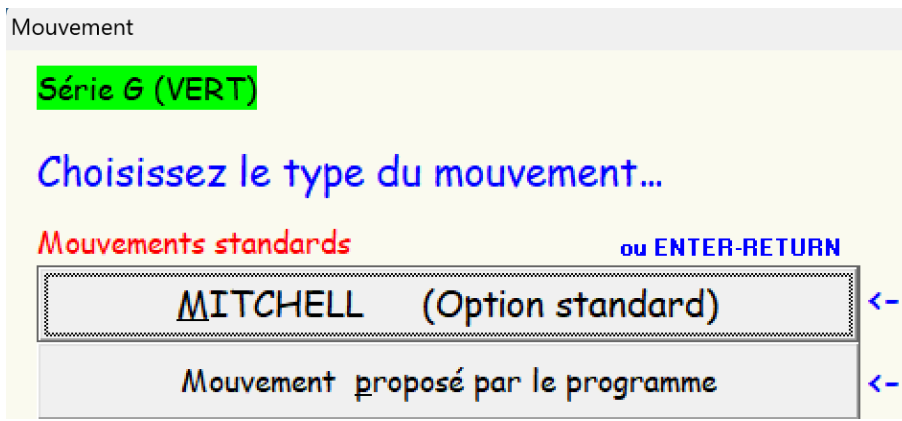 Mouvement
Série G (VERT)
Choisissez le type du mouvement...
Mouvements standards ou ENTER-RETURN
MITCHELL (Option standard) <-
Mouvement proposé par le programme <-